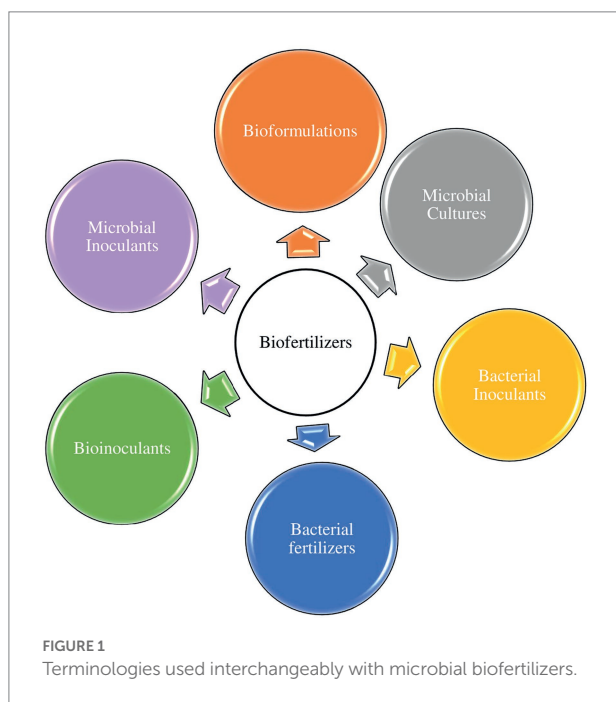 Bioformulations
Microbial
Cultures
Microbial
Inoculants
Biofertilizers
Bacterial
Inoculants
Bioinoculants
Bacterial
fertilizers
FIGURE 1
Terminologies used interchangeably with microbial biofertilizers.